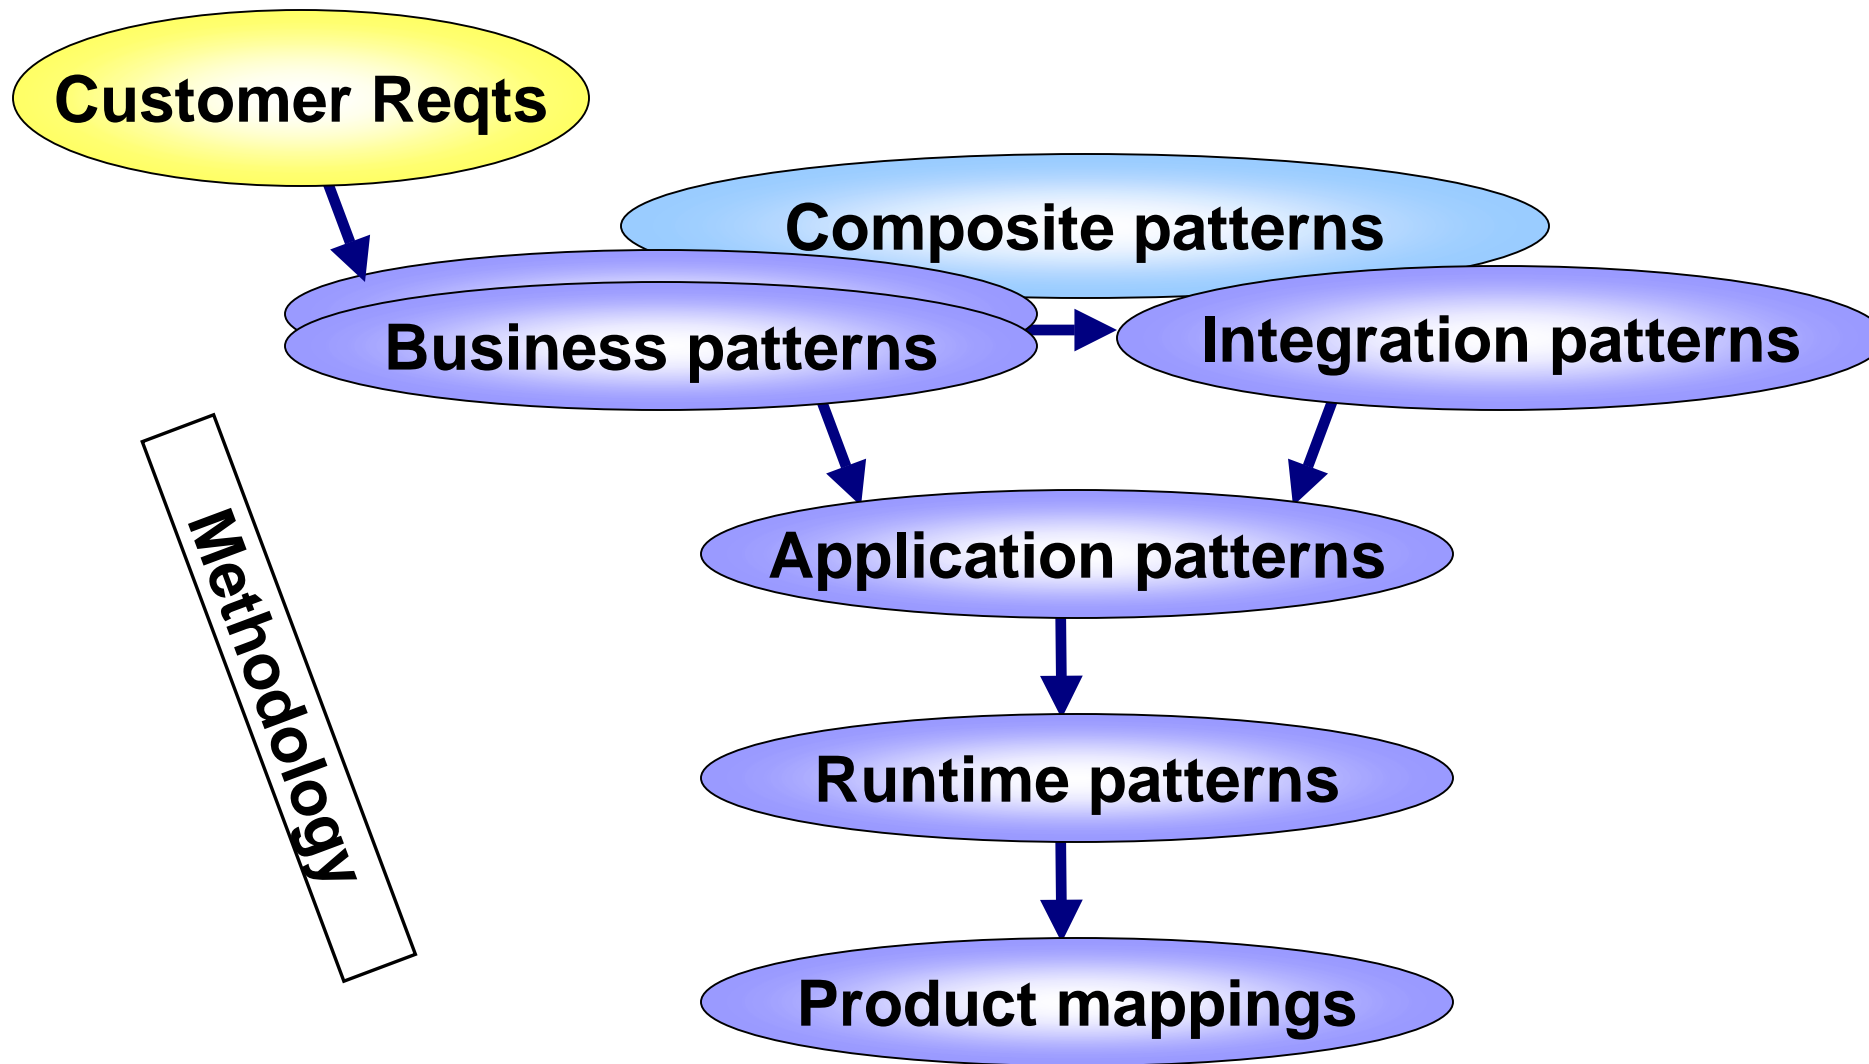 Customer Reqts
Composite patterns
Business patterns
Integration patterns
Application patterns
Methodology
Runtime patterns
Product mappings